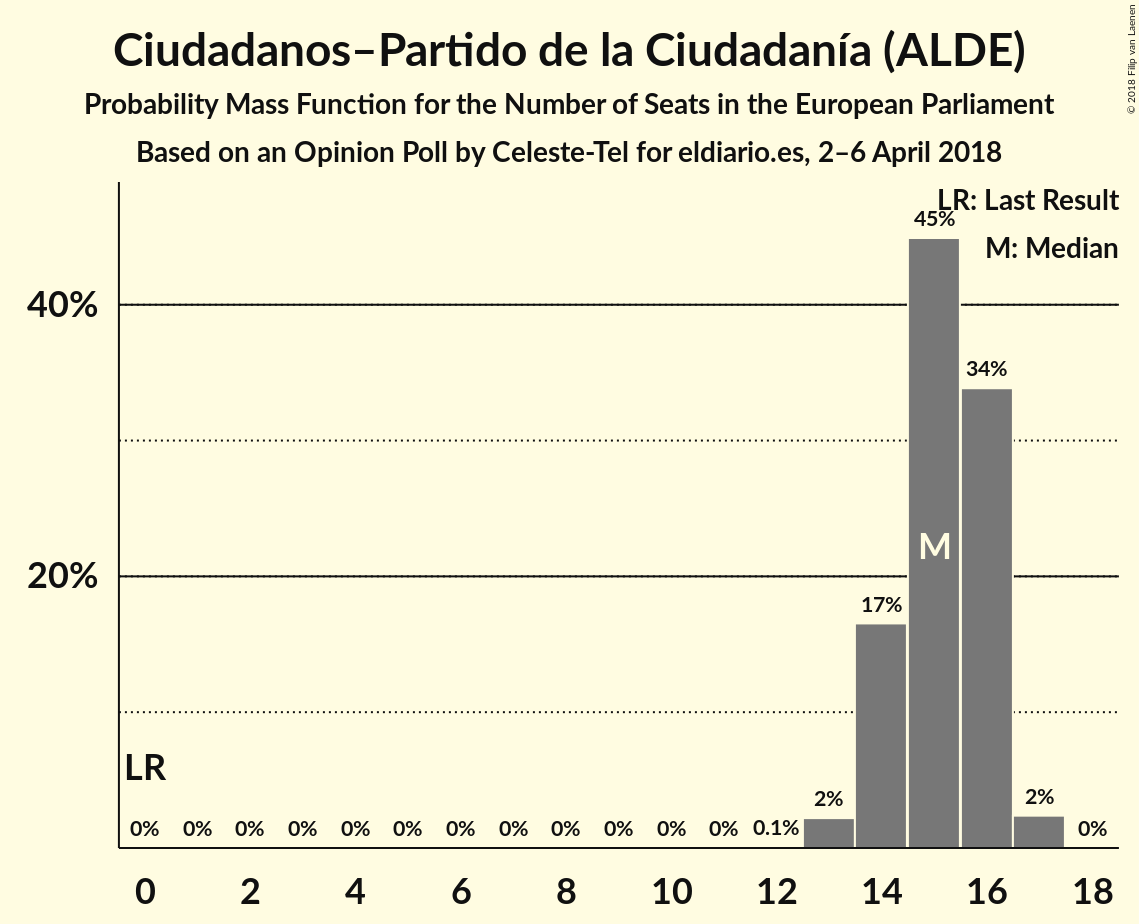 Ciudadanos–Partido de la Ciudadanía (ALDE)
Probability Mass Function for the Number of Seats in the European Parliament
Based on an Opinion Poll by Celeste-Tel for eldiario.es, 2–6 April 2018
© 2018 Filip van Laenen
LR: Last Result
M: Median
45%
40%
34%
M
20%
17%
LR
0% 0% 0% 0% 0% 0% 0% 0% 0% 0% 0% 0% 0.1% 2% 2% 0%
0 2 4 6 8 10 12 14 16 18